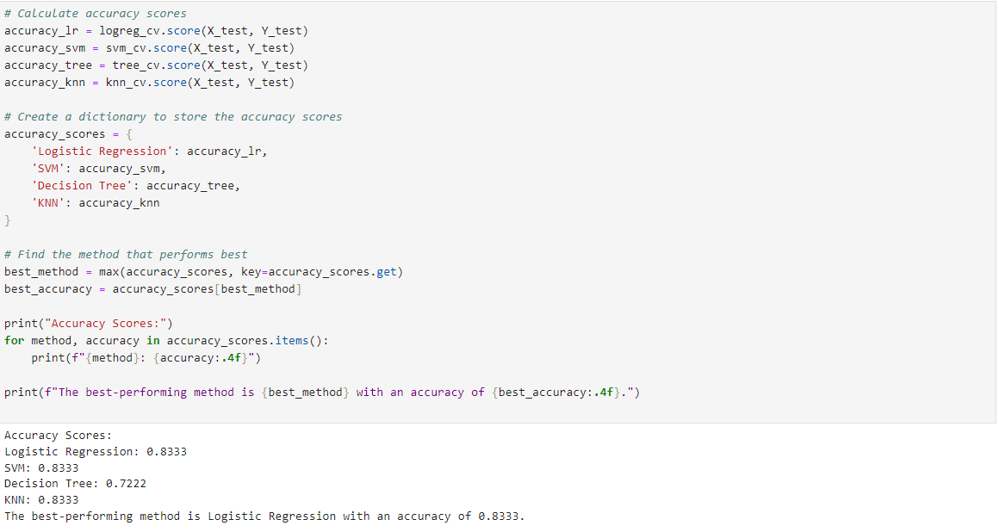 # Calculate accuracy scores
accuracy_lr = logreg_cv.score(X_test, Y_test)
accuracy_svm = svm_cv.score(X_test, Y_test)
accuracy_tree = tree_cv.score(X_test, Y_test)
accuracy_knn = knn_cv.score(X_test, Y_test)
# Create a dictionary to store the accuracy scores
accuracy_scores = {
    'Logistic Regression': accuracy_lr,
    'SVM': accuracy_svm,
    'Decision Tree': accuracy_tree,
    'KNN': accuracy_knn
}
# Find the method that performs best
best_method = max(accuracy_scores, key=accuracy_scores.get)
best_accuracy = accuracy_scores[best_method]
print("Accuracy Scores:")
for method, accuracy in accuracy_scores.items():
    print(f"{method}: {accuracy:.4f}")
print(f"The best-performing method is {best_method} with an accuracy of {best_accuracy:.4f}.")
Accuracy Scores:
Logistic Regression: 0.8333
SVM: 0.8333
Decision Tree: 0.7222
KNN: 0.8333
The best-performing method is Logistic Regression with an accuracy of 0.8333.